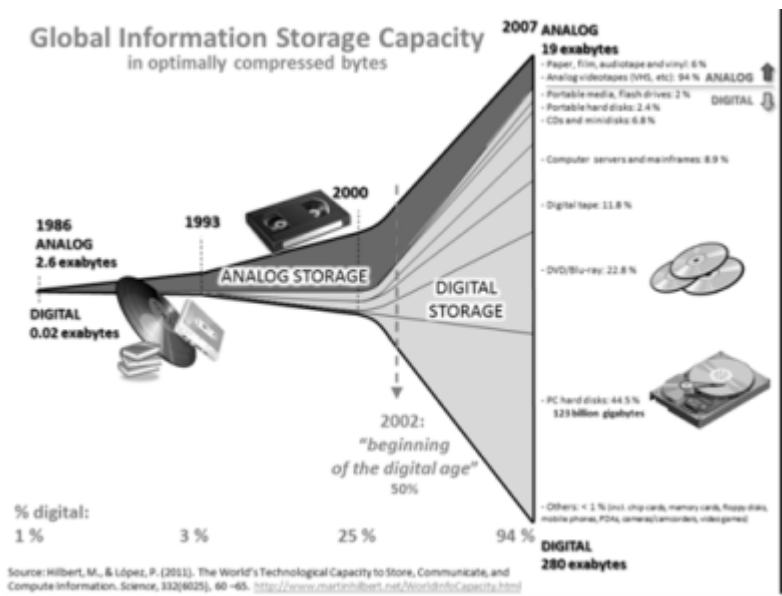 Global Information Storage Capacity
in optimally compressed bytes
2007 ANALOG
19 exabytes
- Paper, film, audiotape and vinyl: 6 %
- Analog videotapes (VHS, etc): 94 %
ANALOG
- Portable media, flash drives: 2 %
DIGITAL
- Portable hard disks: 2.4 %
- CDs and minidisks: 6.8 %
- Computer servers and mainframes: 8.9 %
- Digital tape: 11.8 %
- DVD/Blu-ray: 22.8 %
- PC hard disks: 44.5 %
123 billion gigabytes
- Others: < 1 % (incl. chip cards, memory cards, floppy disks,
mobile phones, PDAs, cameras/camcorders, video games)
DIGITAL
280 exabytes
1986
ANALOG
2.6 exabytes
DIGITAL
0.02 exabytes
1993
2000
ANALOG STORAGE
DIGITAL
STORAGE
2002:
"beginning
of the digital age"
50%
% digital:
1 %
3 %
25 %
94 %
Source: Hilbert, M., & López, P. (2011). The World's Technological Capacity to Store, Communicate, and
Compute Information. Science, 332(6025), 60 –65. http://www.martinhilbert.net/WorldInfoCapacity.html